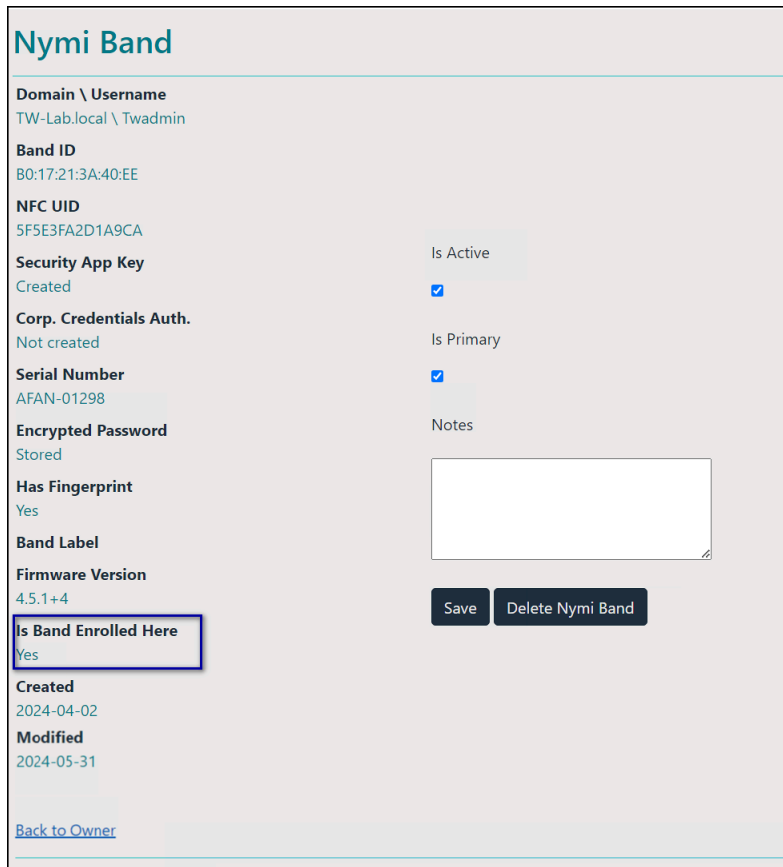 Nymi Band
Domain \ Username
TW-Lab.local \ Twadmin
Band ID
B0:17:21:3A:40:EE
NFC UID
5F5E3FA2D1A9CA
Security App Key
Created
Corp. Credentials Auth.
Not created
Serial Number
AFAN-01298
Encrypted Password
Stored
Has Fingerprint
Yes
Band Label
Firmware Version
4.5.1+4
Is Band Enrolled Here
Yes
Created
2024-04-02
Modified
2024-05-31
Back to Owner
Is Active
Is Primary
Notes
Save
Delete Nymi Band